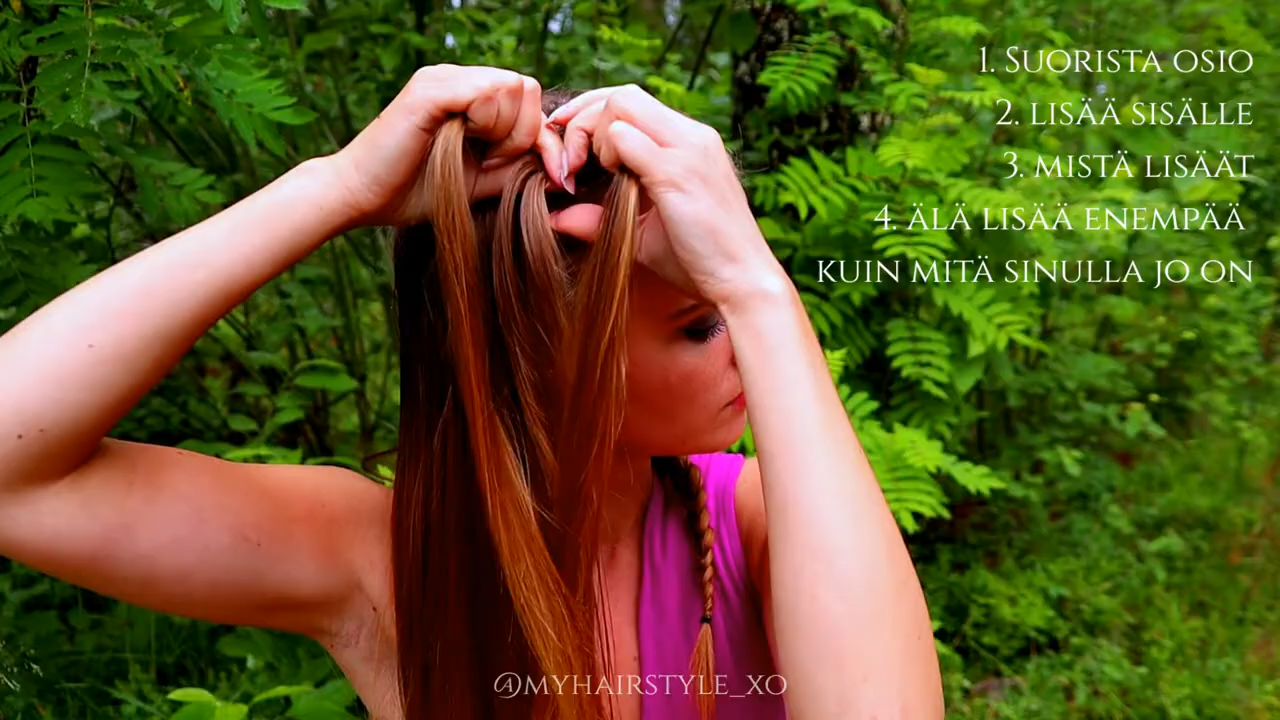 1. Suorista osio
2. lisää sisälle
3. mistä lisäät
4. älä lisää enempää
kuin mitä sinulla jo on
@myhairstyle_xo